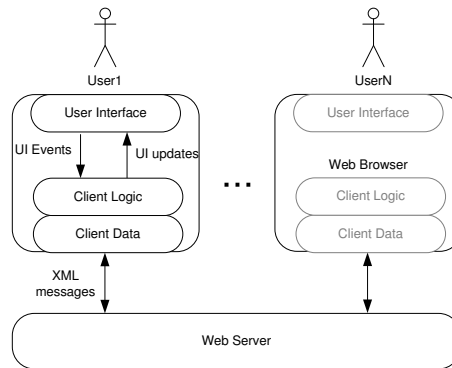 User1
UserN
User Interface
User Interface
UI Events
UI updates
Web Browser
...
Client Logic
Client Logic
Client Data
Client Data
XML
messages
Web Server